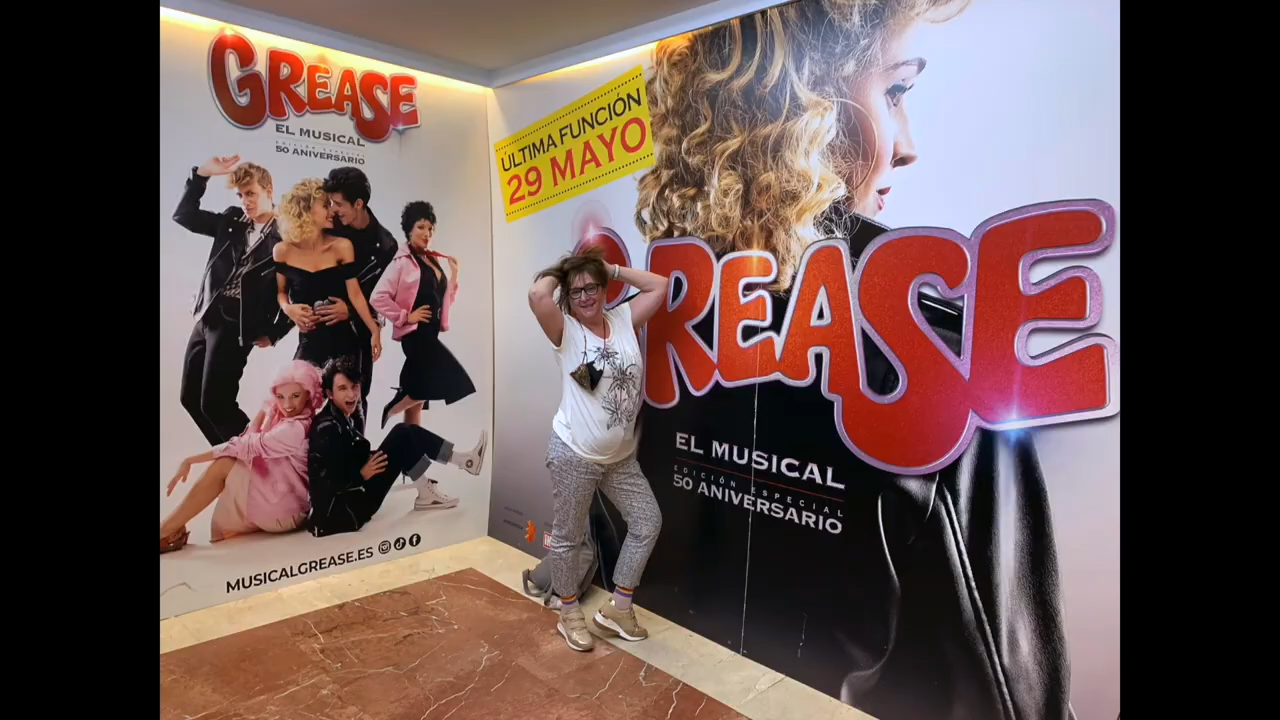 GREASE
EL MUSICAL
EDICIÓN ESPECIAL
50 ANIVERSARIO
MUSICALGREASE.ES
ÚLTIMA FUNCIÓN
29 MAYO
GREASE
EL MUSICAL
EDICIÓN ESPECIAL
50 ANIVERSARIO